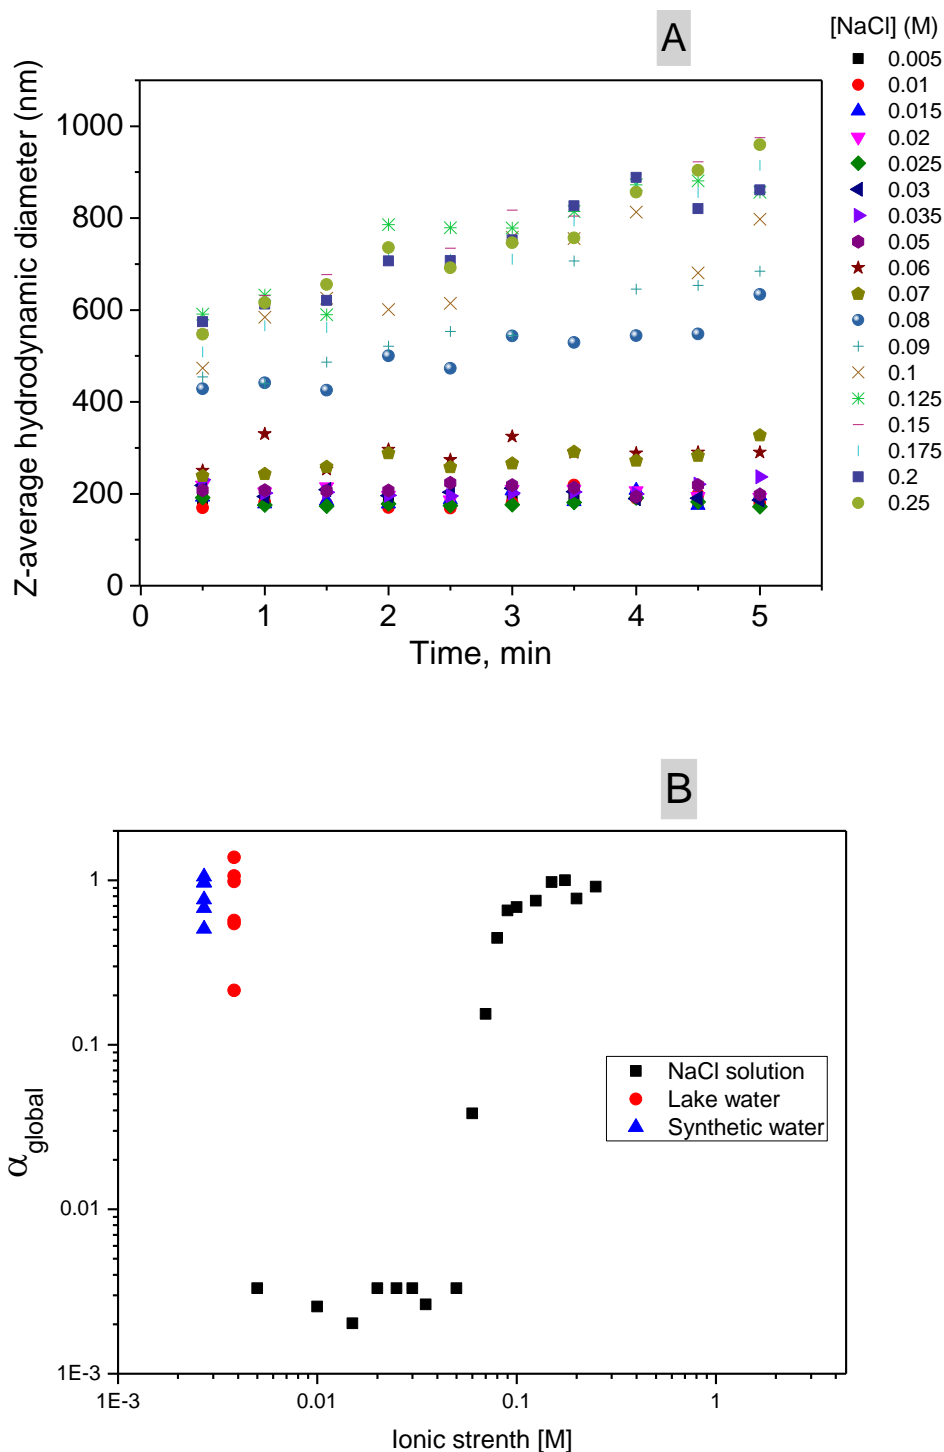 A
[NaCl] (M)
0.005
0.01
0.015
0.02
0.025
0.03
0.035
0.05
0.06
0.07
0.08
0.09
0.1
0.125
0.15
0.175
0.2
0.25
Z-average hydrodynamic diameter (nm)
1000
800
600
400
200
0
0 1 2 3 4 5
Time, min
B
αglobal
1
0.1
0.01
1E-3
NaCl solution
Lake water
Synthetic water
1E-3 0.01 0.1 1
Ionic strenth [M]